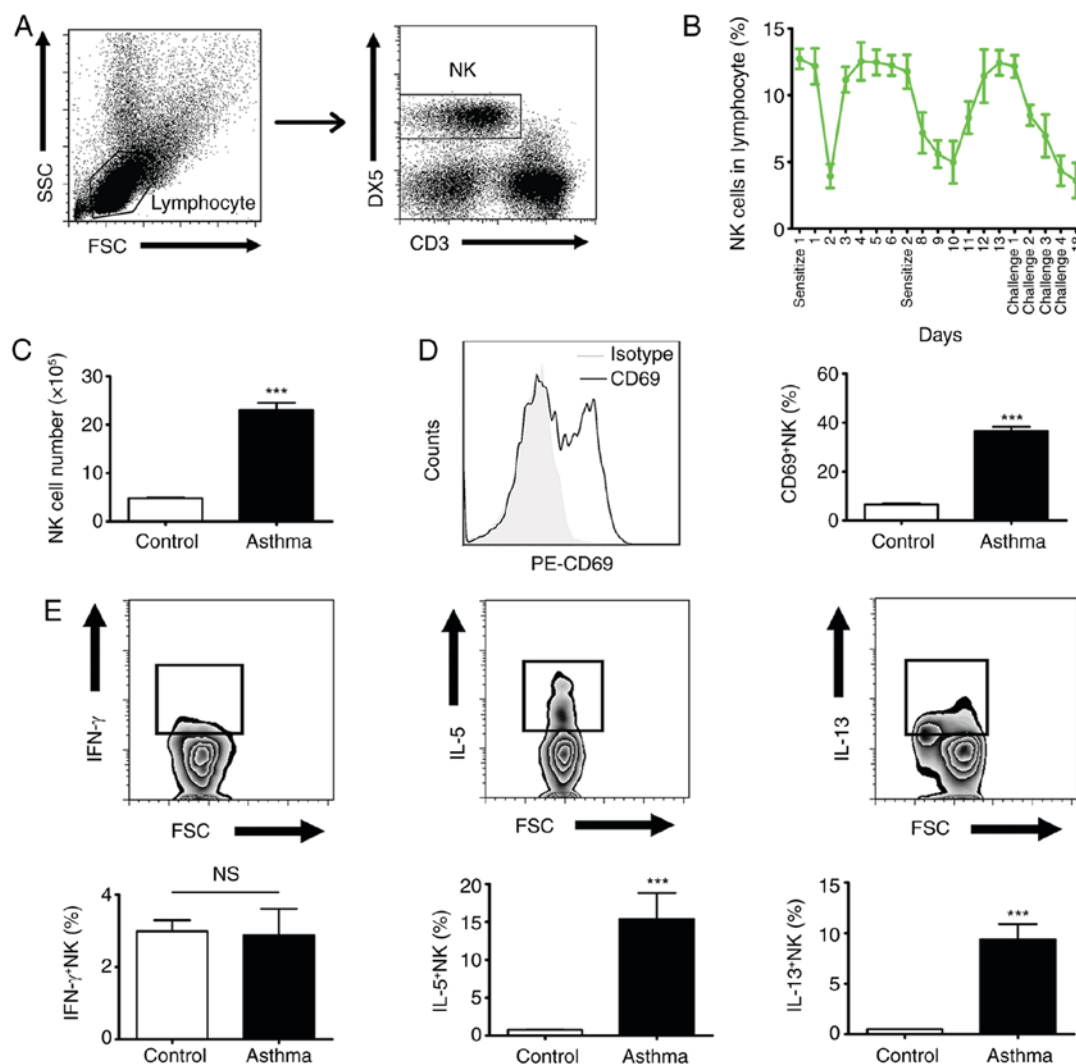 A
SSC
Lymphocyte
FSC
DX5
NK
CD3
B
NK cells in lymphocyte (%)
15
10
5
0
Sensitize 1
1
2
3
4
5
6
Sensitize 2
8
9
10
11
12
13
Challenge 1
Challenge 2
Challenge 3
Challenge 4
18
Days
C
NK cell number (×10⁵)
30
20
10
0
Control
Asthma
***
D
Counts
Isotype
CD69
PE-CD69
CD69⁺NK (%)
60
40
20
0
***
Control
Asthma
E
IFN-γ
FSC
IL-5
FSC
IL-13
FSC
IFN-γ⁺NK (%)
4
2
0
NS
Control
Asthma
IL-5⁺NK (%)
20
15
10
5
0
***
Control
Asthma
IL-13⁺NK (%)
15
10
5
0
***
Control
Asthma